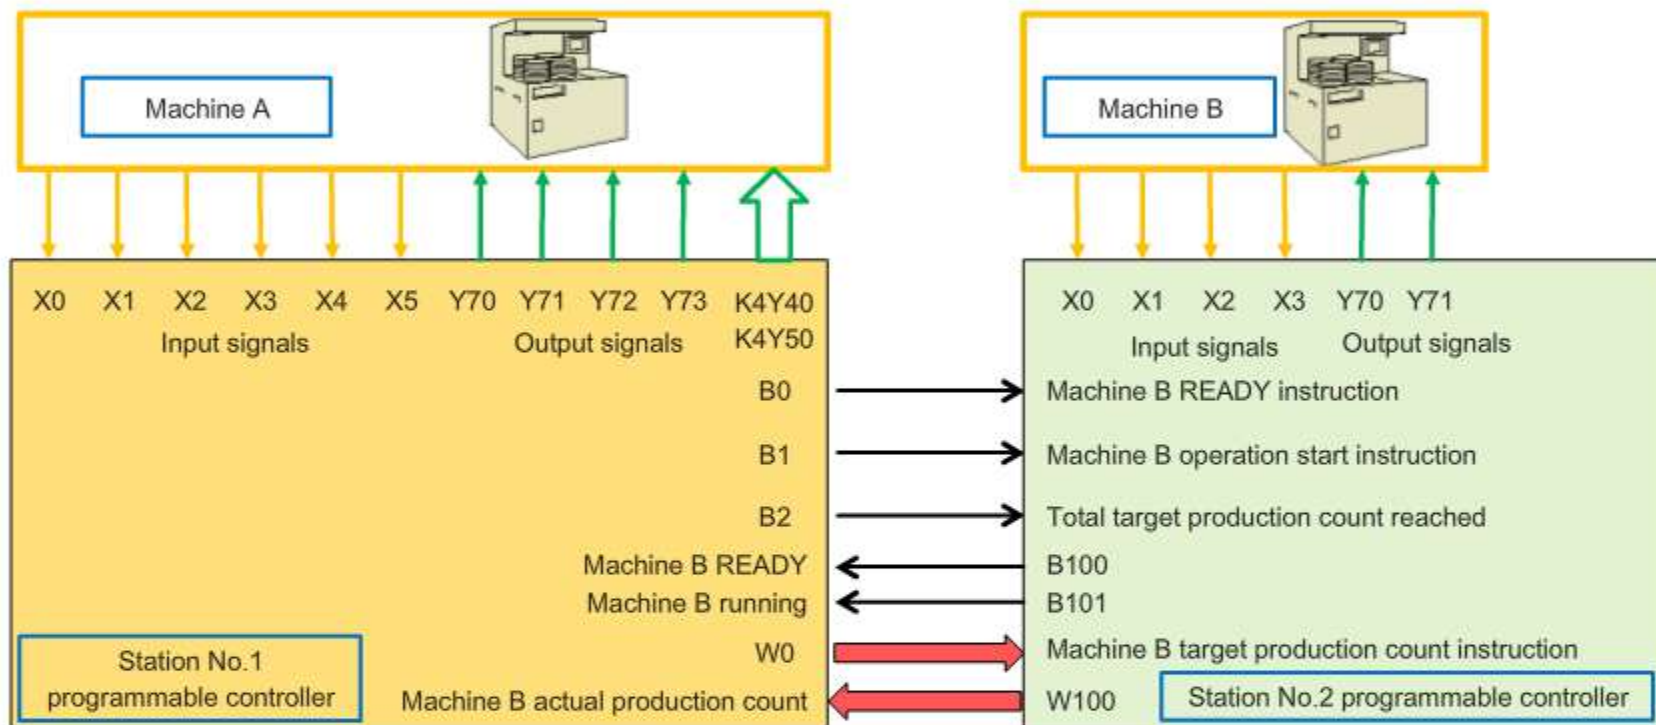 Machine A
Machine B
X0 X1 X2 X3 X4 X5 Y70 Y71 Y72 Y73 K4Y40
Input signals Output signals K4Y50
X0 X1 X2 X3 Y70 Y71
Input signals Output signals
B0 Machine B READY instruction
B1 Machine B operation start instruction
B2 Total target production count reached
Machine B READY B100
Machine B running B101
W0 Machine B target production count instruction
Machine B actual production count W100
Station No.1
programmable controller
Station No.2 programmable controller